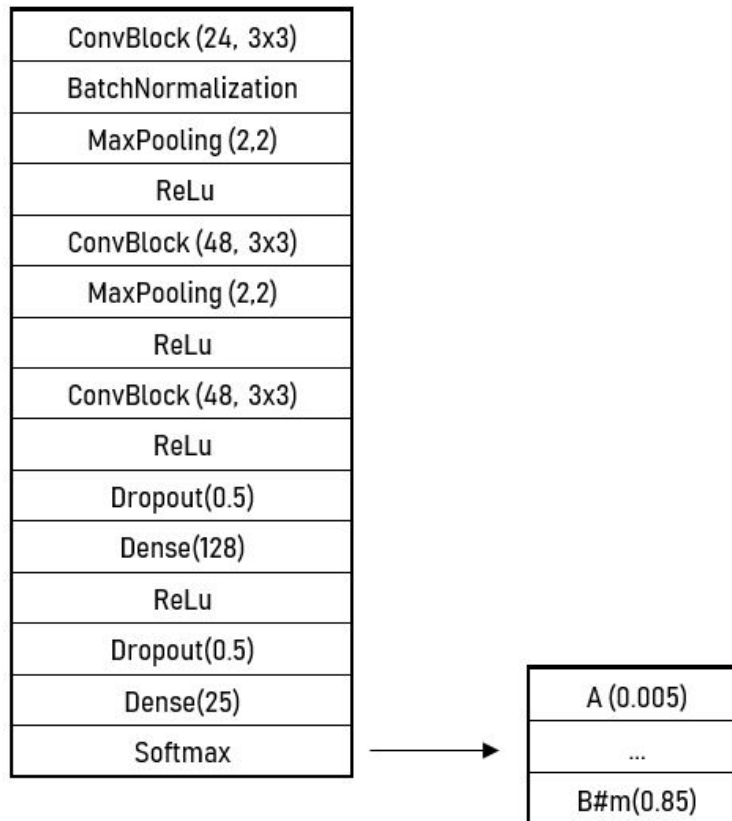 ConvBlock (24, 3x3)
BatchNormalization
MaxPooling (2,2)
ReLu
ConvBlock (48, 3x3)
MaxPooling (2,2)
ReLu
ConvBlock (48, 3x3)
ReLu
Dropout(0.5)
Dense(128)
ReLu
Dropout(0.5)
Dense(25)
Softmax
A (0.005)
...
B#m(0.85)